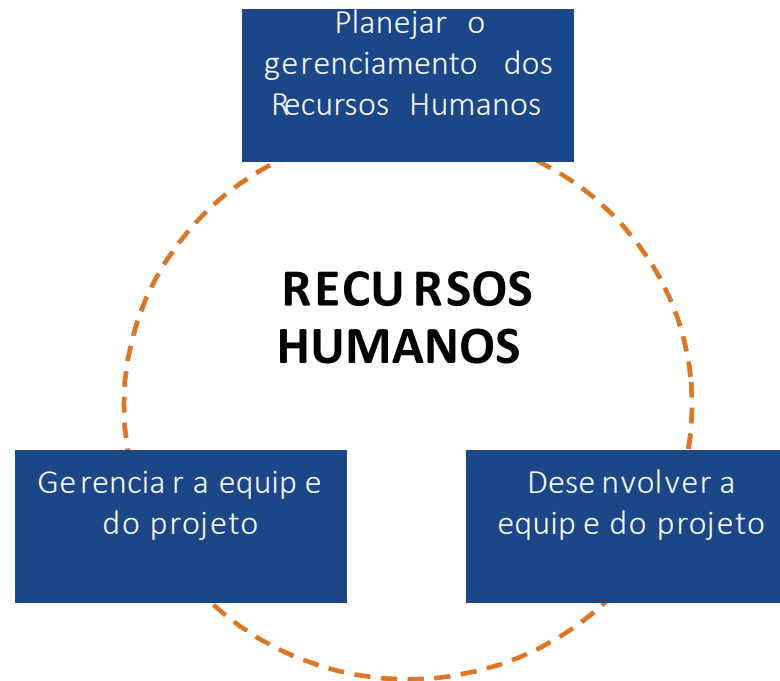 Planejar o
gerenciamento dos
Recursos Humanos
RECURSOS
HUMANOS
Gerenciar a equipe
do projeto
Desenvolver a
equipe do projeto